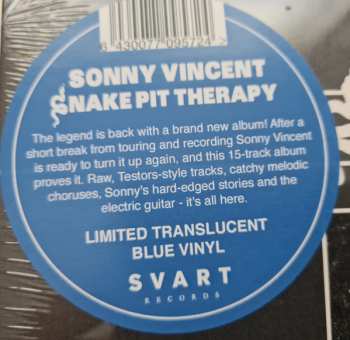 8 430077 095724 >
SONNY VINCENT
SNAKE PIT THERAPY
The legend is back with a brand new album! After a
short break from touring and recording Sonny Vincent
is ready to turn it up again, and this 15-track album
proves it. Raw, Testors-style tracks, catchy melodic
choruses, Sonny's hard-edged stories and the
electric guitar - it's all here.
LIMITED TRANSLUCENT
BLUE VINYL
SVART
RECORDS